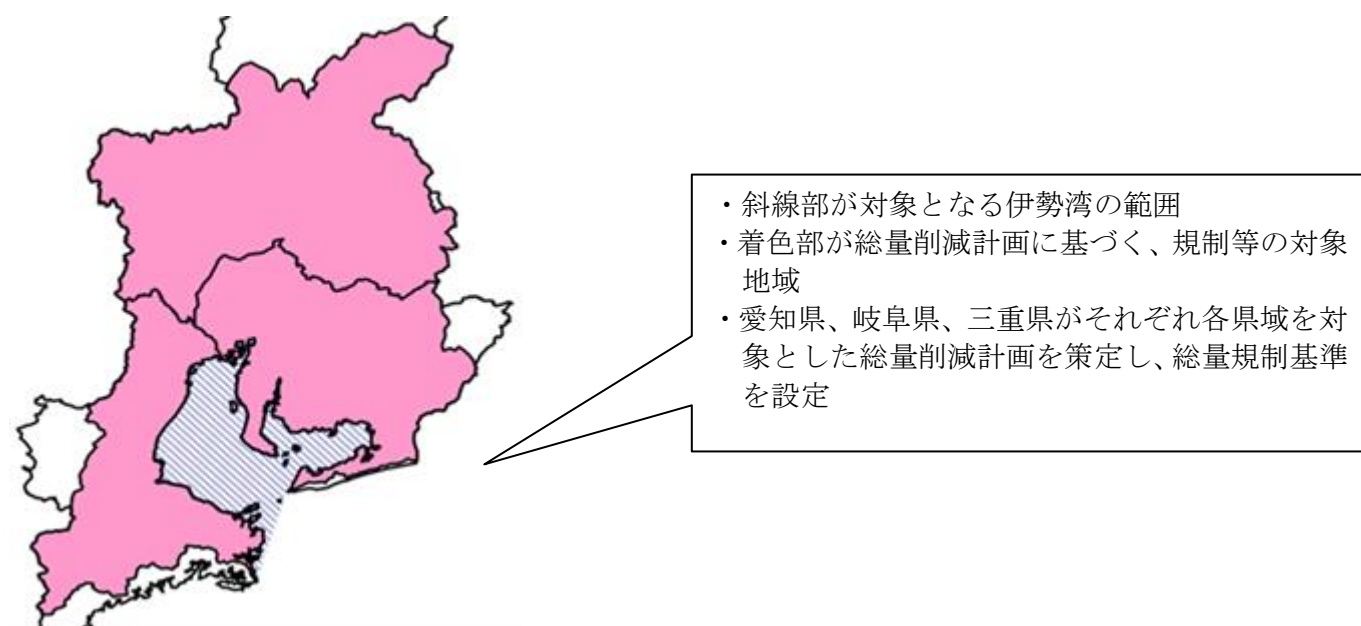 ・斜線部が対象となる伊勢湾の範囲
・着色部が総量削減計画に基づく、規制等の対象
地域
・愛知県、岐阜県、三重県がそれぞれ各県域を対
象とした総量削減計画を策定し、総量規制基準
を設定